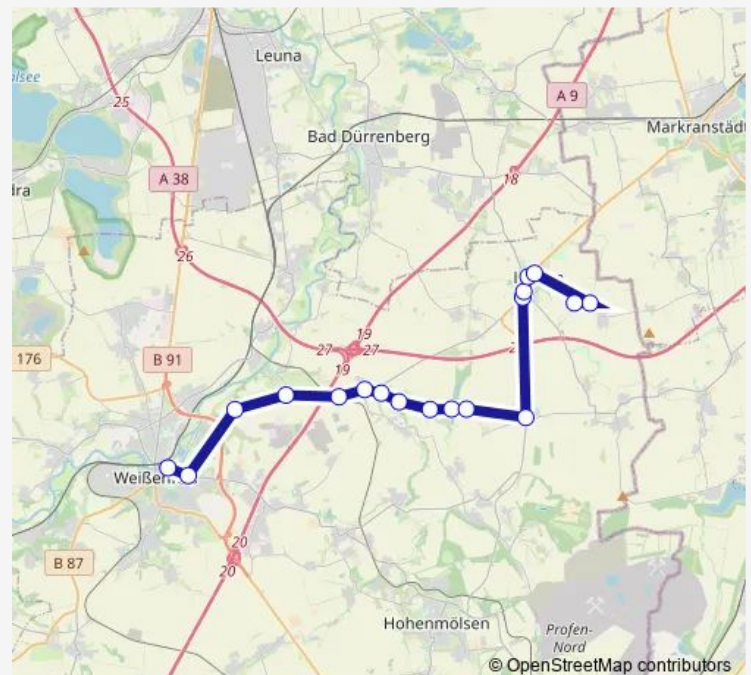 Leuna
25
A 9
Bad Dürrenberg
Markranstädt
A 38
18
26
19
27
27
19
176
B 91
Weißen
20
20
B 87
Hohenmölsen
Profen-
Nord
© OpenStreetMap contributors